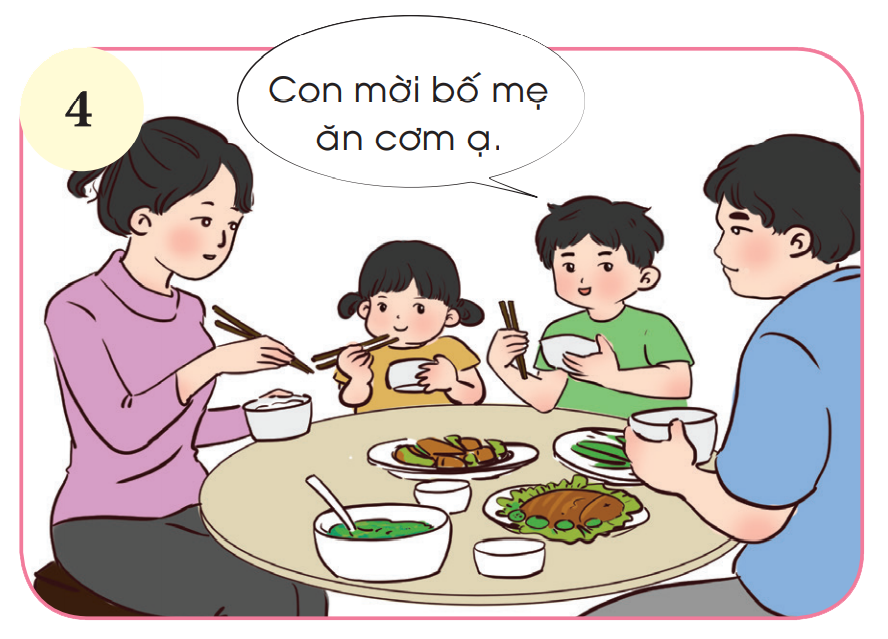 4
Con mời bố mẹ
ăn cơm ạ.